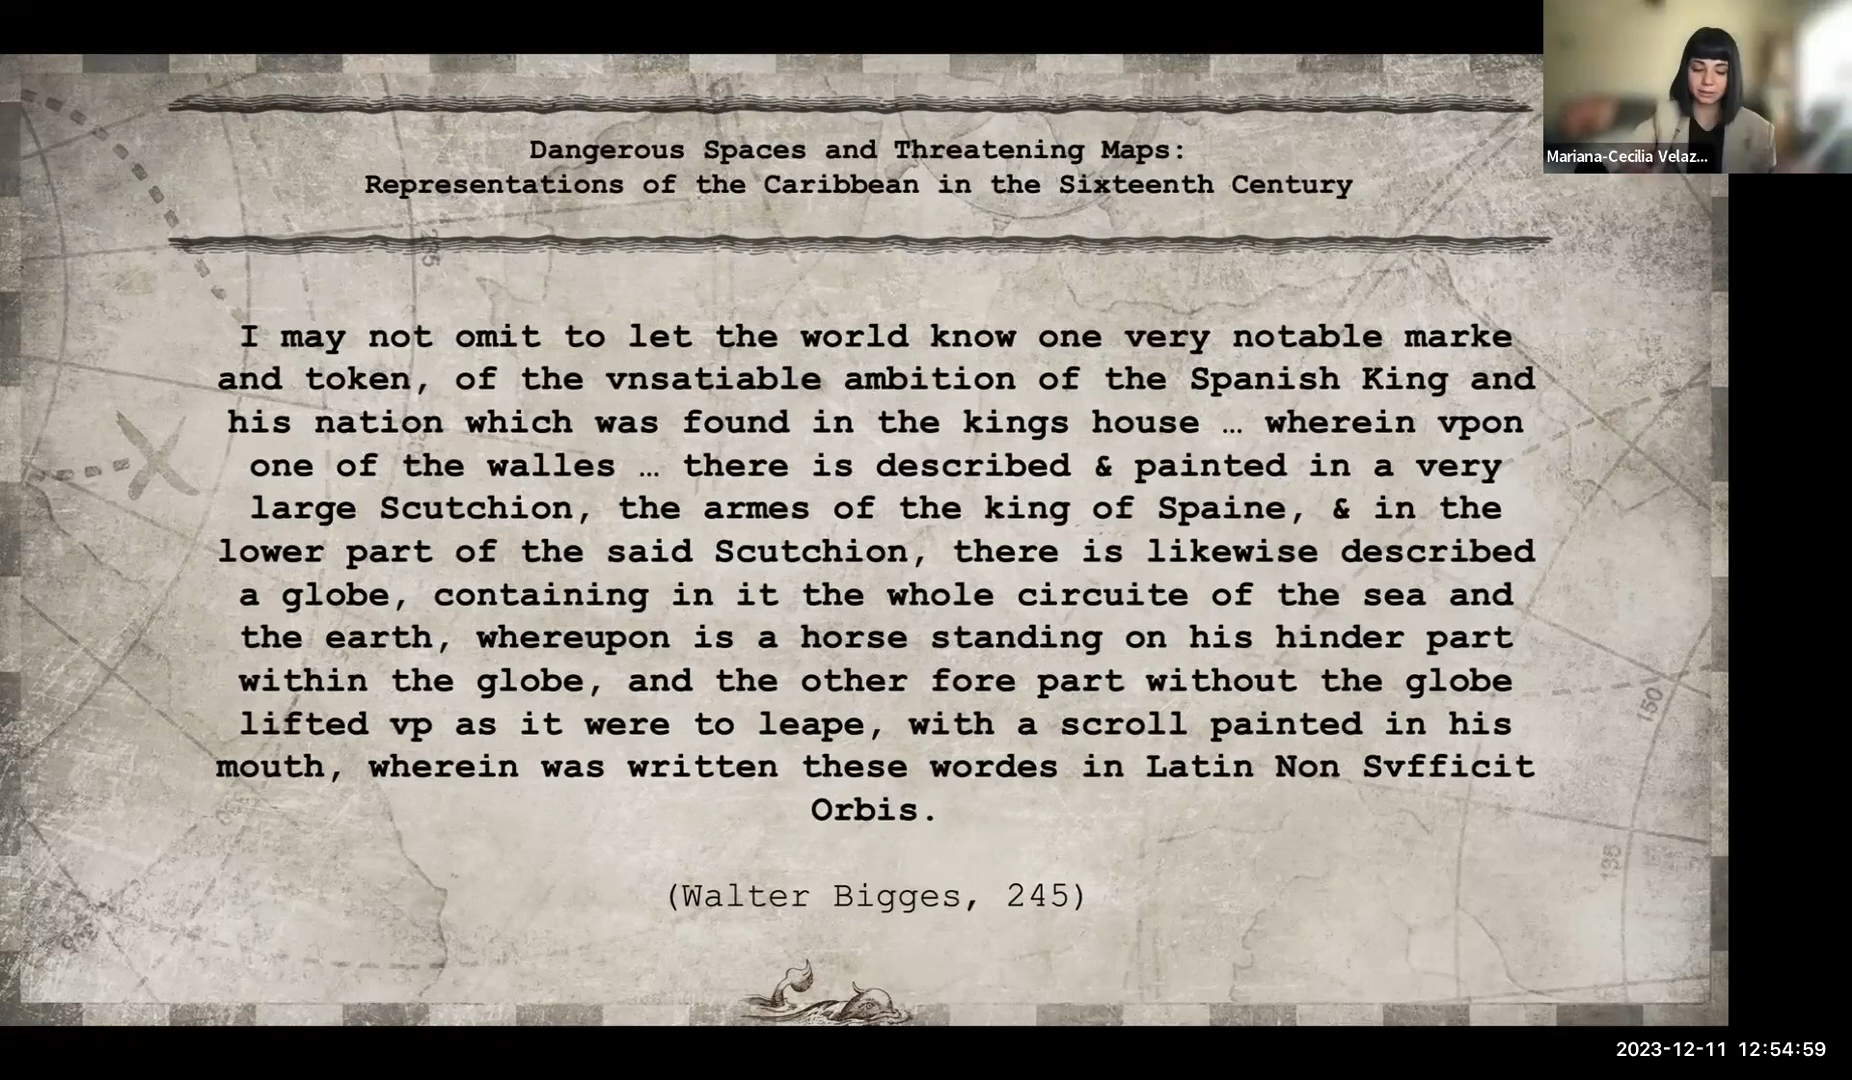 Mariana-Cecilia Velaz...
Dangerous Spaces and Threatening Maps:
Representations of the Caribbean in the Sixteenth Century
I may not omit to let the world know one very notable marke
and token, of the vnsatiable ambition of the Spanish King and
his nation which was found in the kings house … wherein vpon
one of the walles … there is described & painted in a very
large Scutchion, the armes of the king of Spaine, & in the
lower part of the said Scutchion, there is likewise described
a globe, containing in it the whole circuite of the sea and
the earth, whereupon is a horse standing on his hinder part
within the globe, and the other fore part without the globe
lifted vp as it were to leape, with a scroll painted in his
mouth, wherein was written these wordes in Latin Non Svfficit
Orbis.
(Walter Bigges, 245)
150
135
2023-12-11 12:54:59